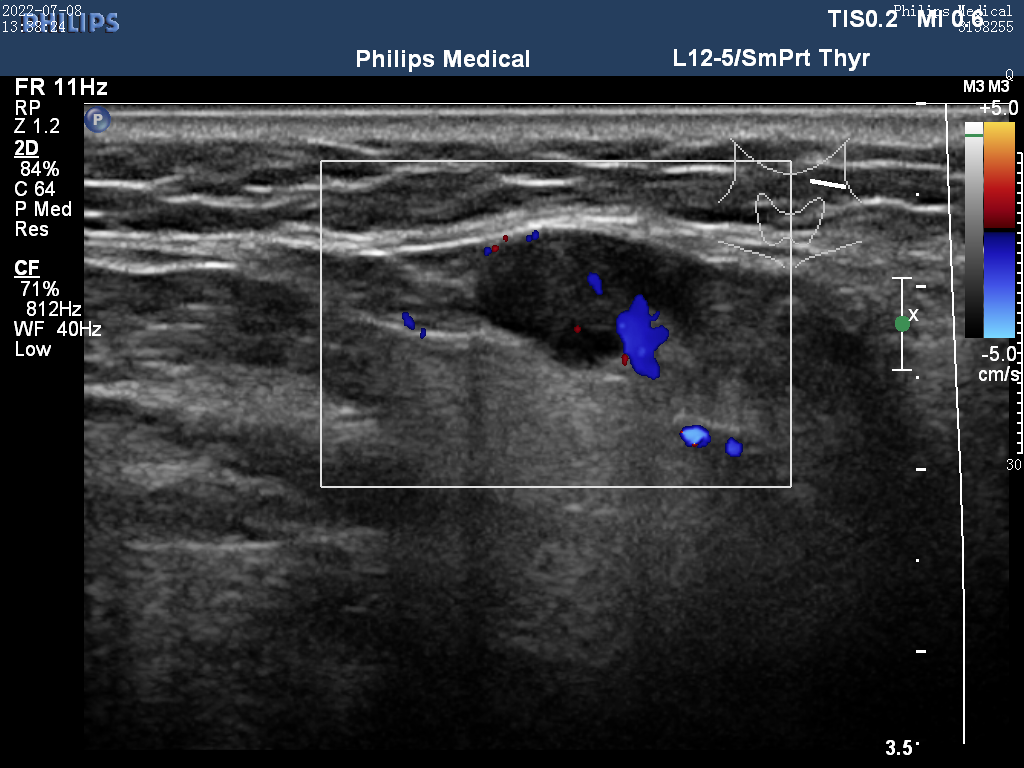 2022-07-08
13:38:24
PHILIPS
TIS0.2 MI 0.6
Philips Medical
Philips Medical
L12-5/SmPrt Thyr
FR 11Hz
RP
Z 1.2
2D
84%
C 64
P Med
Res
CF
71%
812Hz
WF 40Hz
Low
P
Q
M3 M3
+5.0
x
-5.0
cm/s
30
3.5